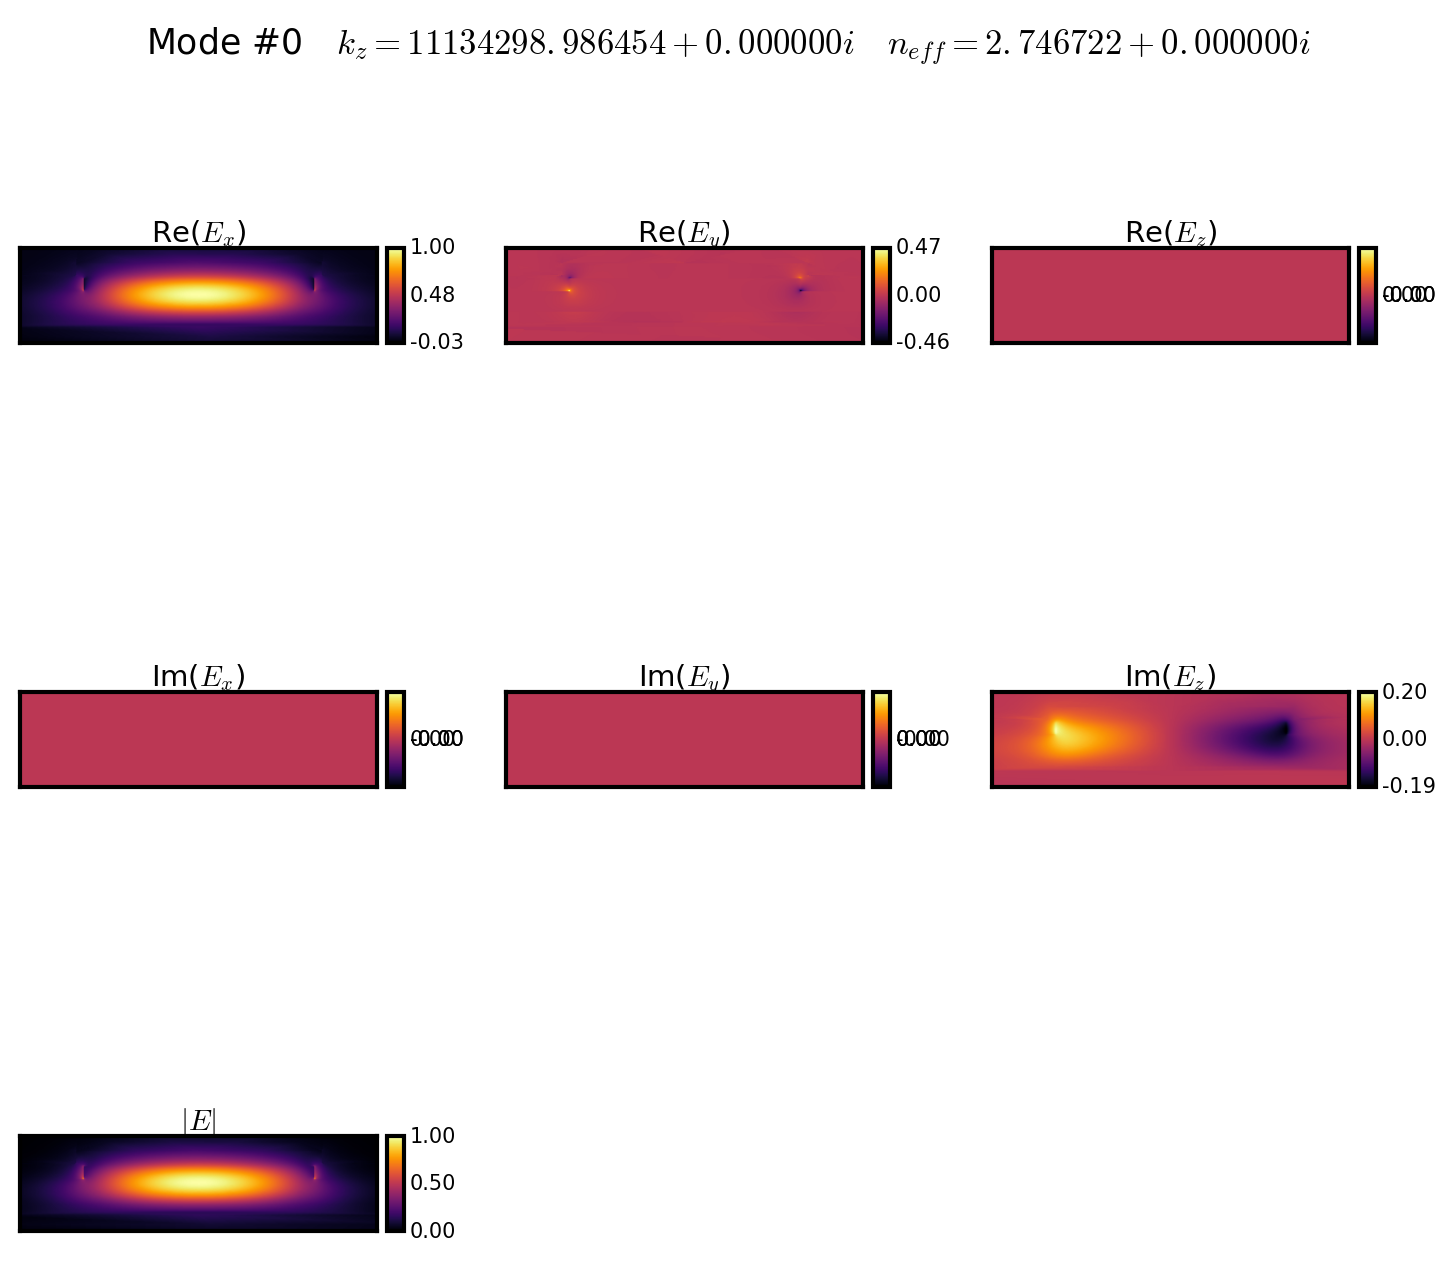 Mode #0 k_z = 11134298.986454 + 0.000000i n_{eff} = 2.746722 + 0.000000i
Re(E_x) Re(E_y) Re(E_z)
1.00 0.47
0.48 0.00
-0.03 -0.46
Im(E_x) Im(E_y) Im(E_z)
0.20
0.00
-0.19
|E|
1.00
0.50
0.00